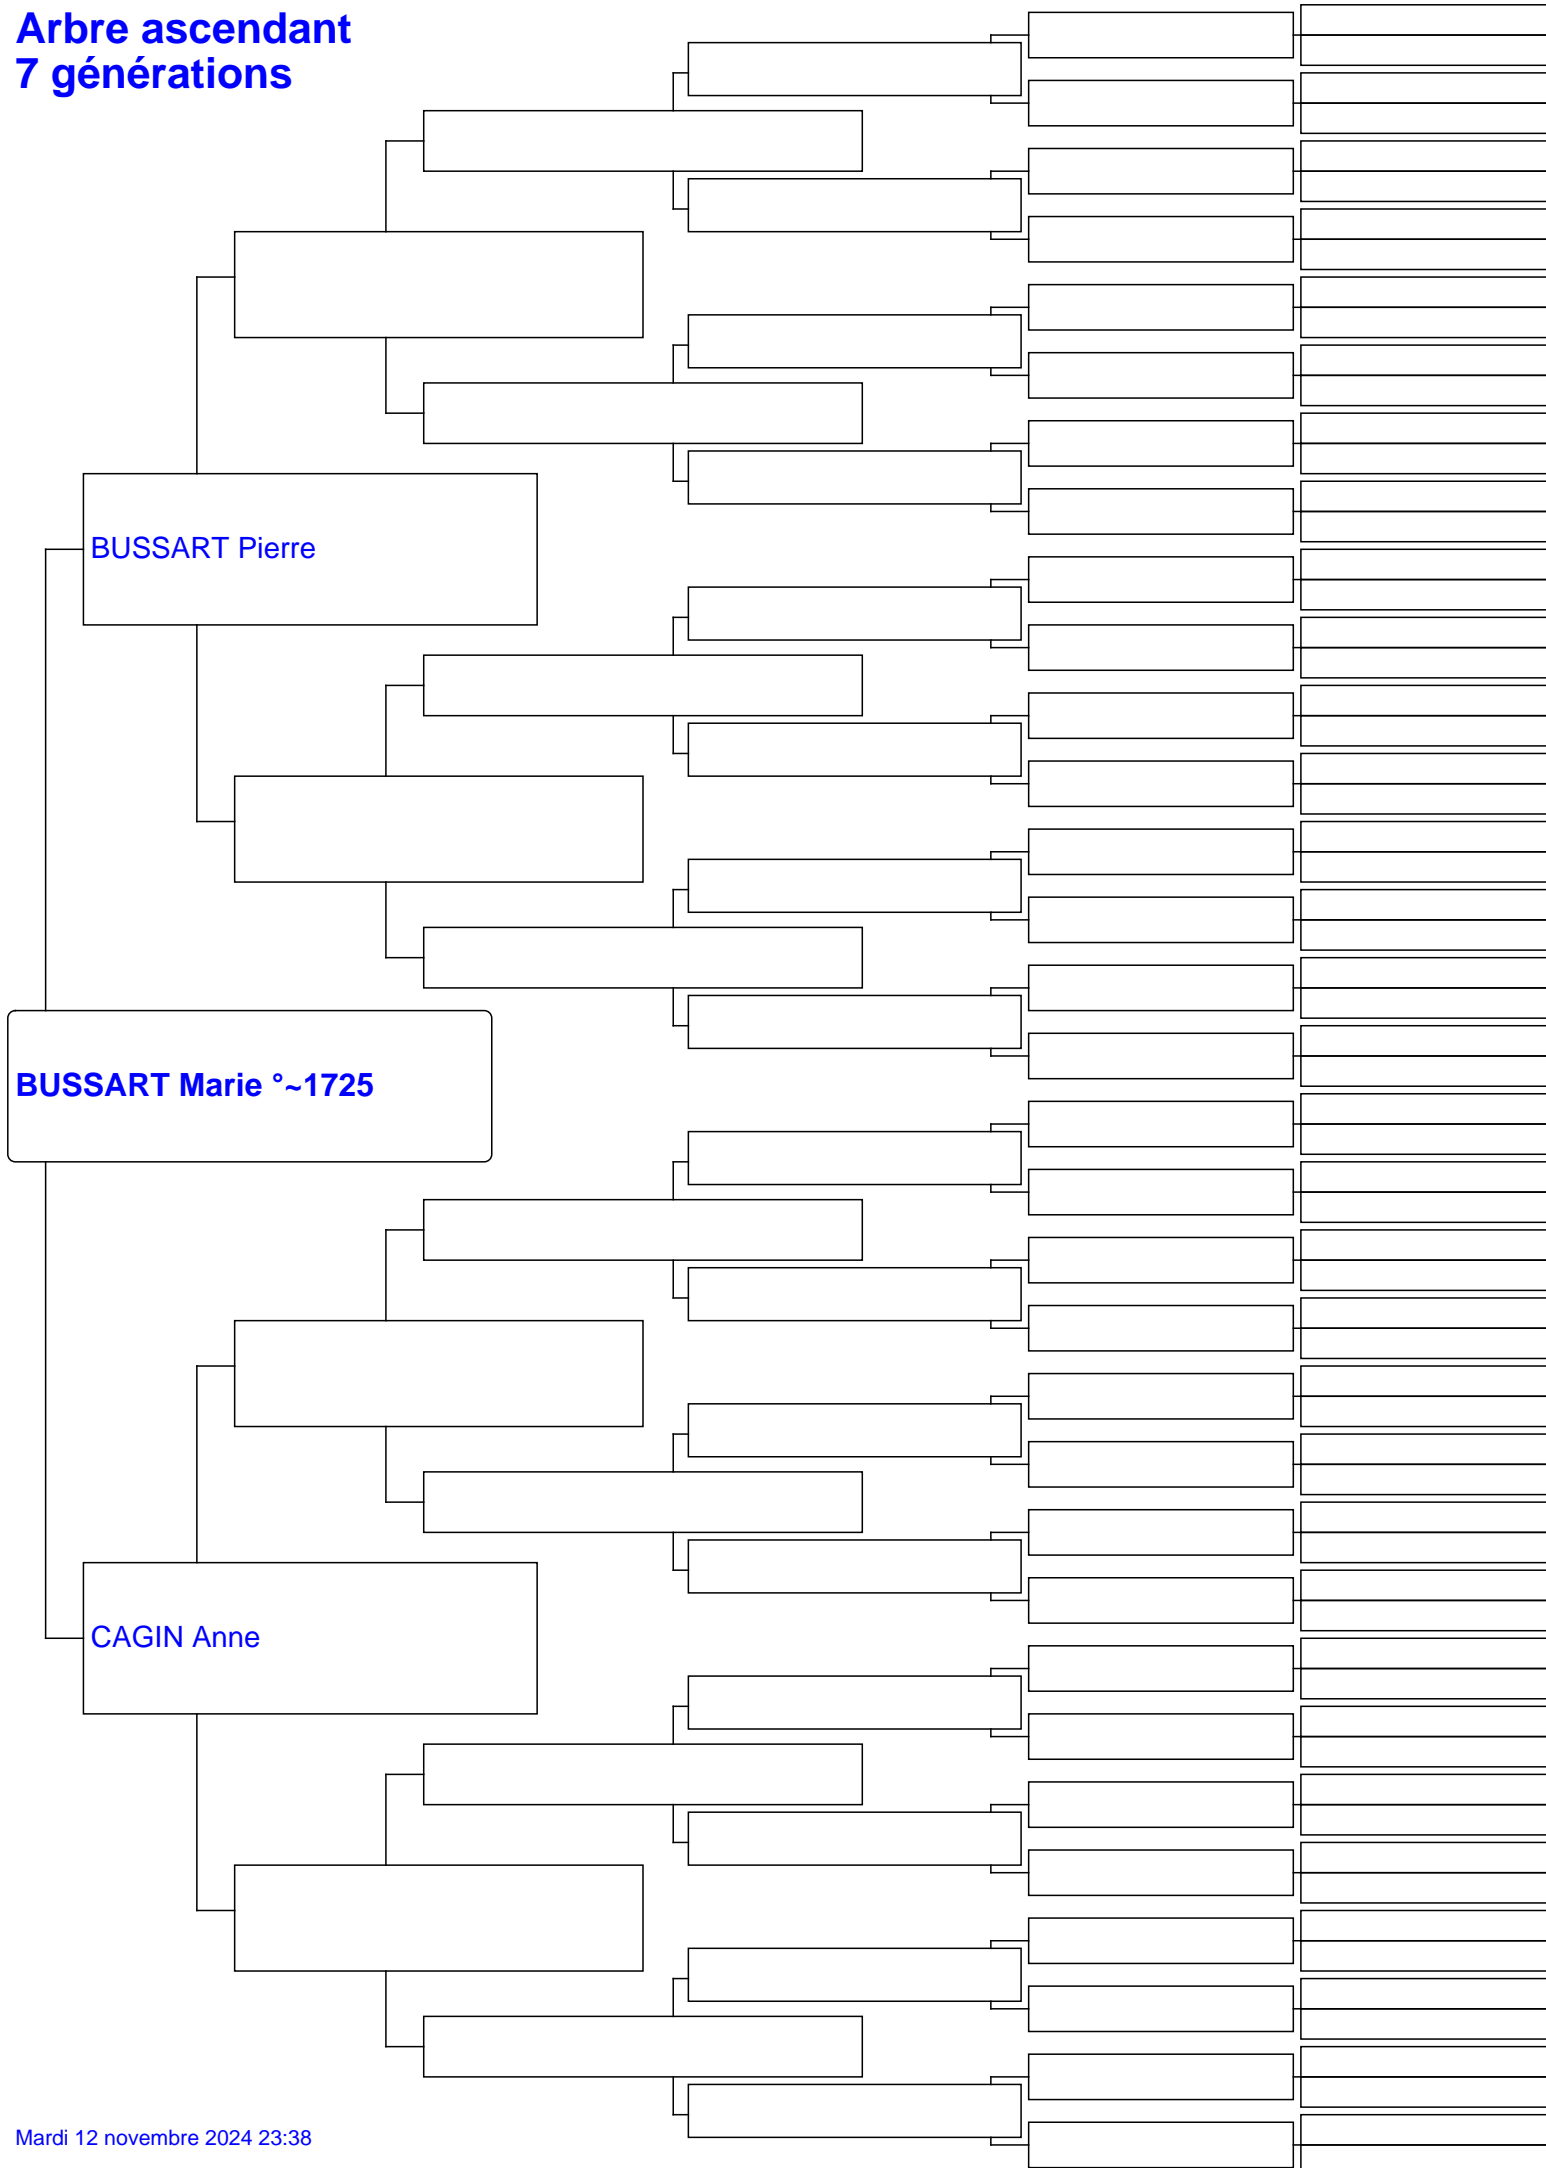 Arbre ascendant
7 générations
BUSSART Pierre
BUSSART Marie °~1725
CAGIN Anne
Mardi 12 novembre 2024 23:38